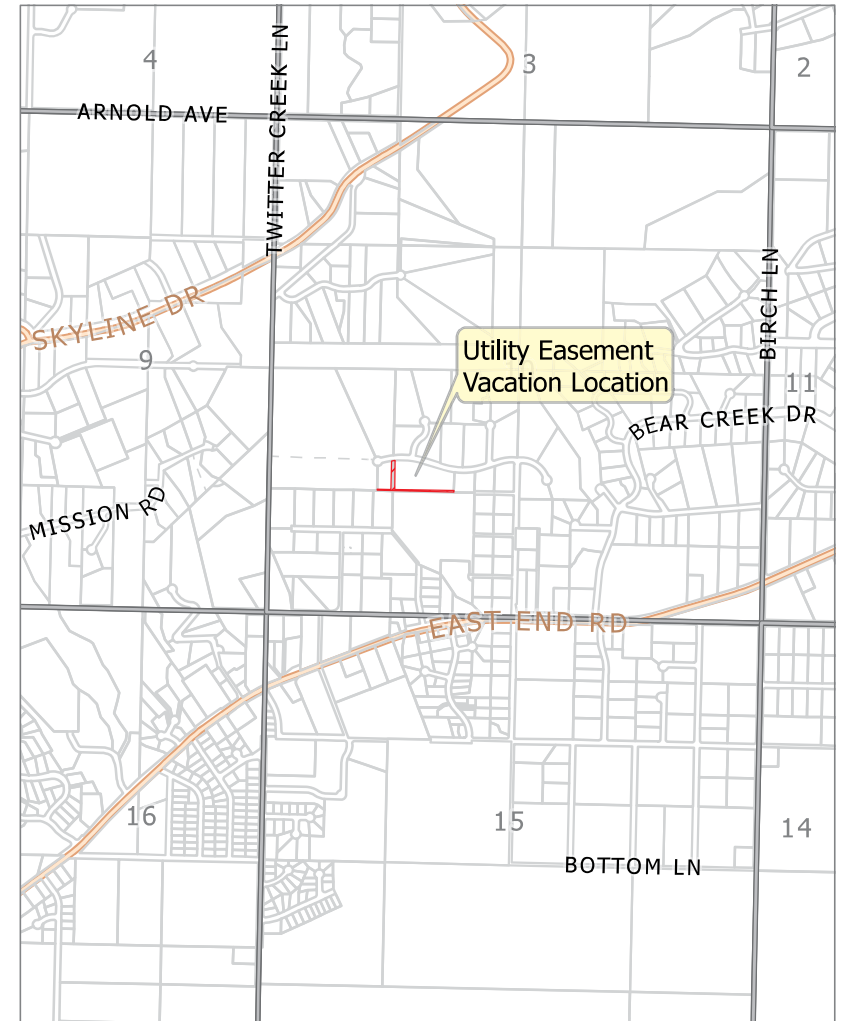 4
3
2
TWITTER CREEK LN
ARNOLD AVE
BIRCH LN
SKYLINE DR
9
Utility Easement
Vacation Location
11
BEAR CREEK DR
MISSION RD
EAST END RD
16
15
14
BOTTOM LN